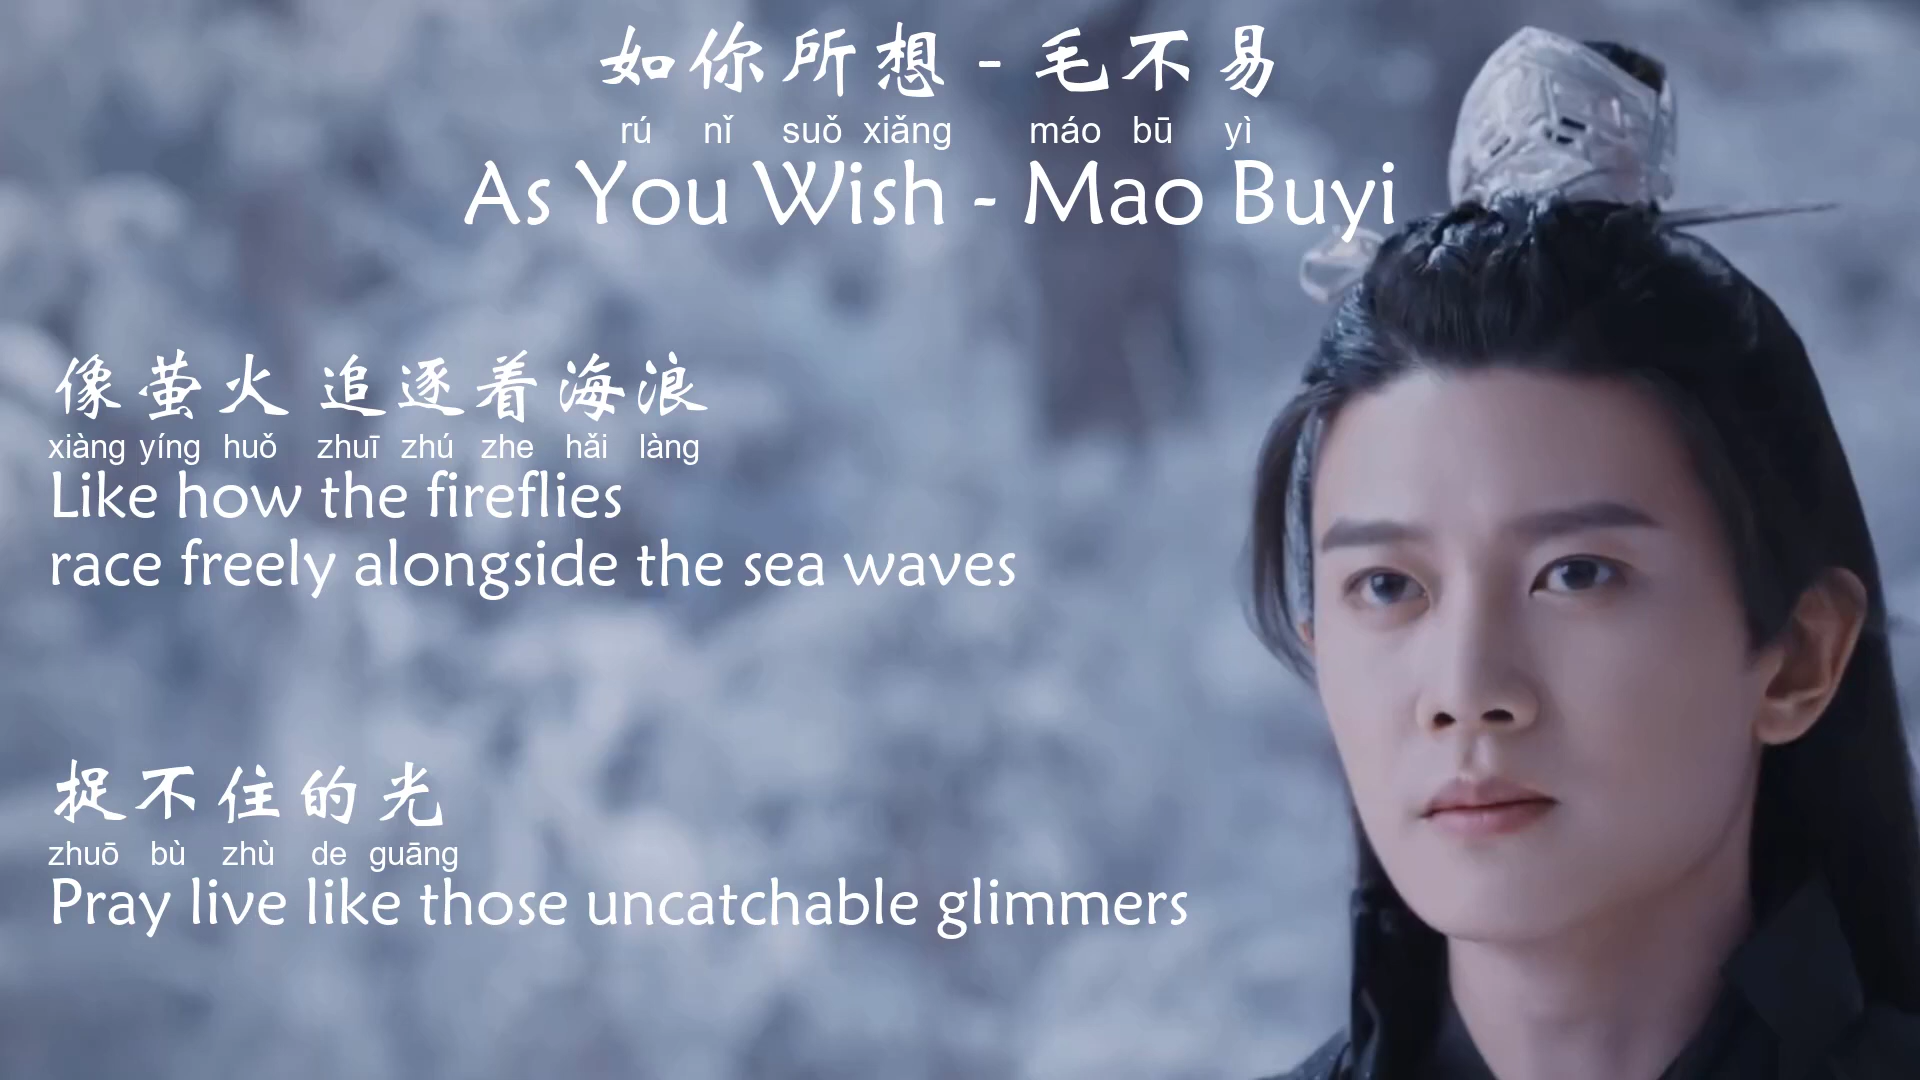 如你所想 - 毛不易
rú nǐ suǒ xiǎng máo bū yì
As You Wish - Mao Buyi
像萤火 追逐着海浪
xiàng yíng huǒ zhuī zhú zhe hǎi làng
Like how the fireflies
race freely alongside the sea waves
捉不住的光
zhuō bù zhù de guāng
Pray live like those uncatchable glimmers